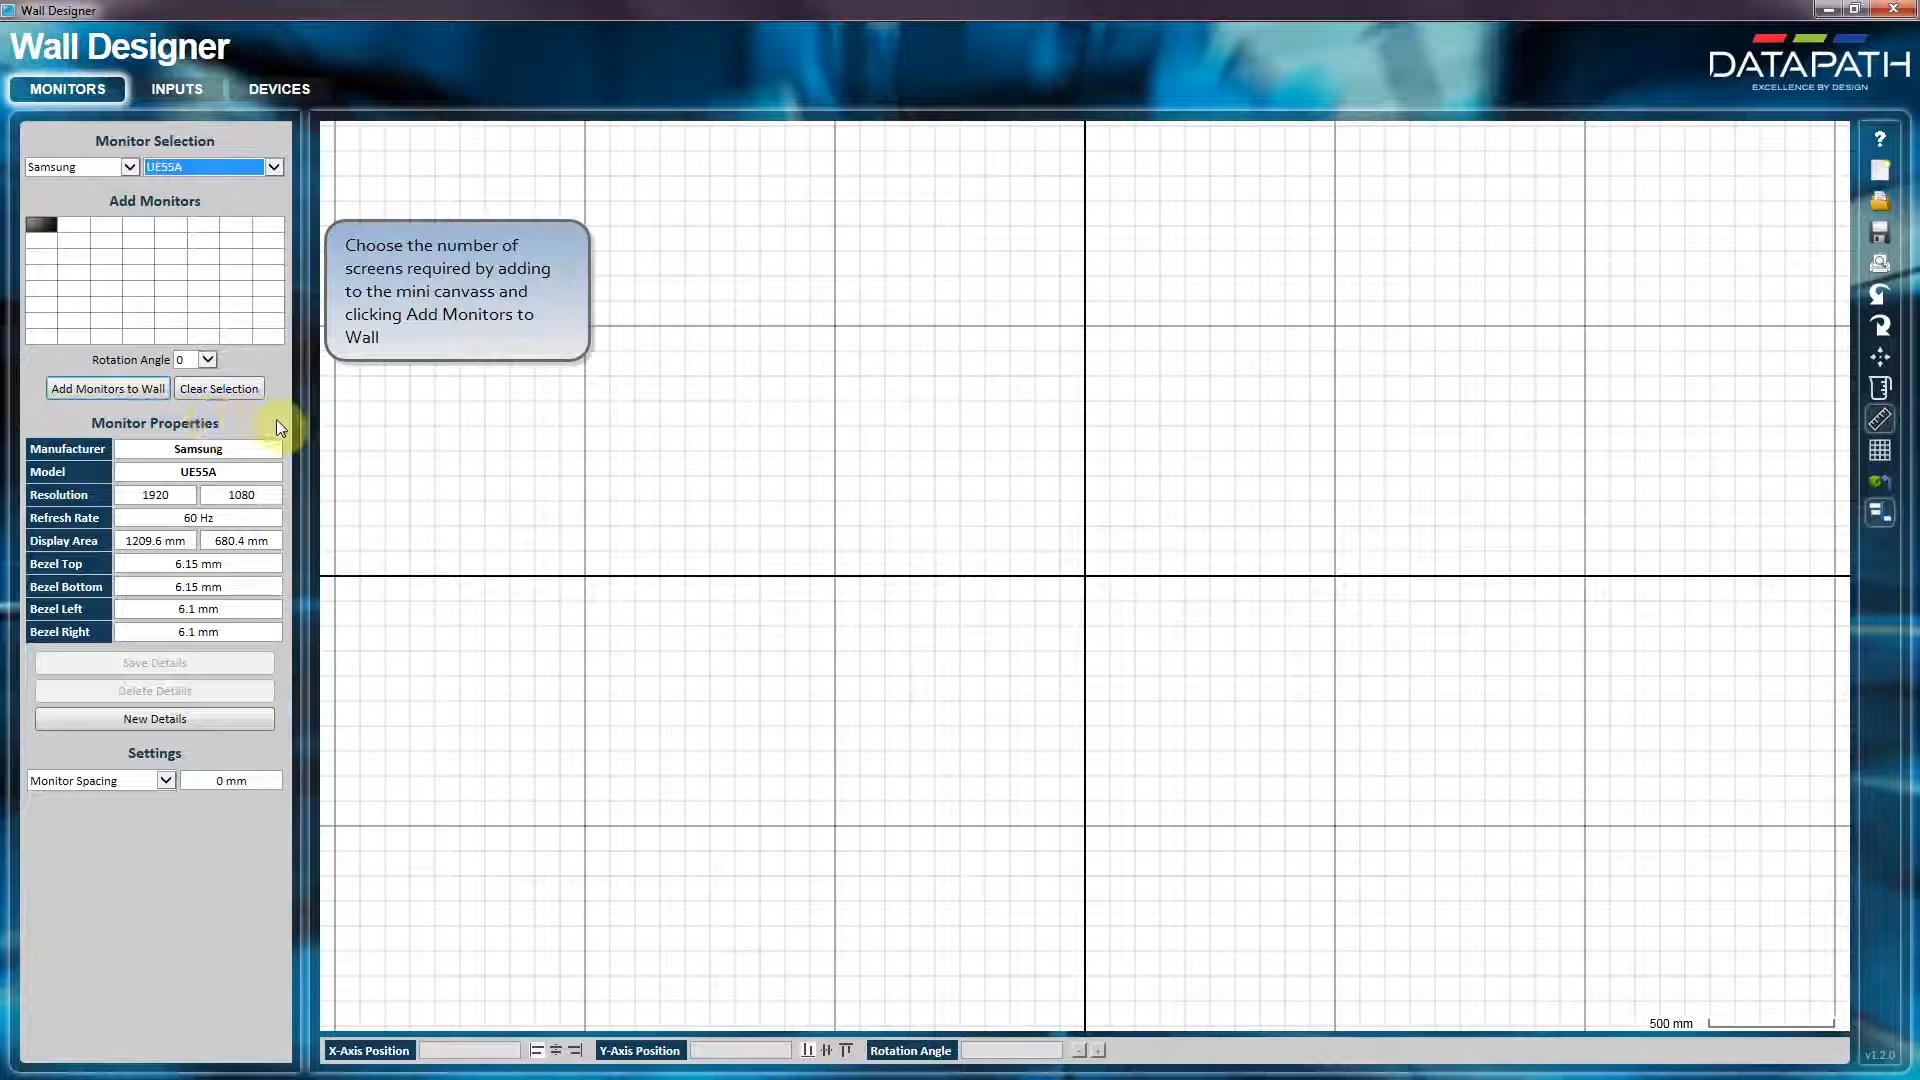 Wall Designer
Wall Designer
DATAPATH
EXCELLENCE BY DESIGN
MONITORS
INPUTS
DEVICES
Monitor Selection
Samsung
UE55A
Add Monitors
Choose the number of
screens required by adding
to the mini canvass and
clicking Add Monitors to
Wall
Rotation Angle 0
Add Monitors to Wall
Clear Selection
Monitor Properties
Manufacturer Samsung
Model UE55A
Resolution 1920 1080
Refresh Rate 60 Hz
Display Area 1209.6 mm 680.4 mm
Bezel Top 6.15 mm
Bezel Bottom 6.15 mm
Bezel Left 6.1 mm
Bezel Right 6.1 mm
Save Details
Delete Details
New Details
Settings
Monitor Spacing 0 mm
500 mm
X-Axis Position
Y-Axis Position
Rotation Angle
- +
v1.2.0
?